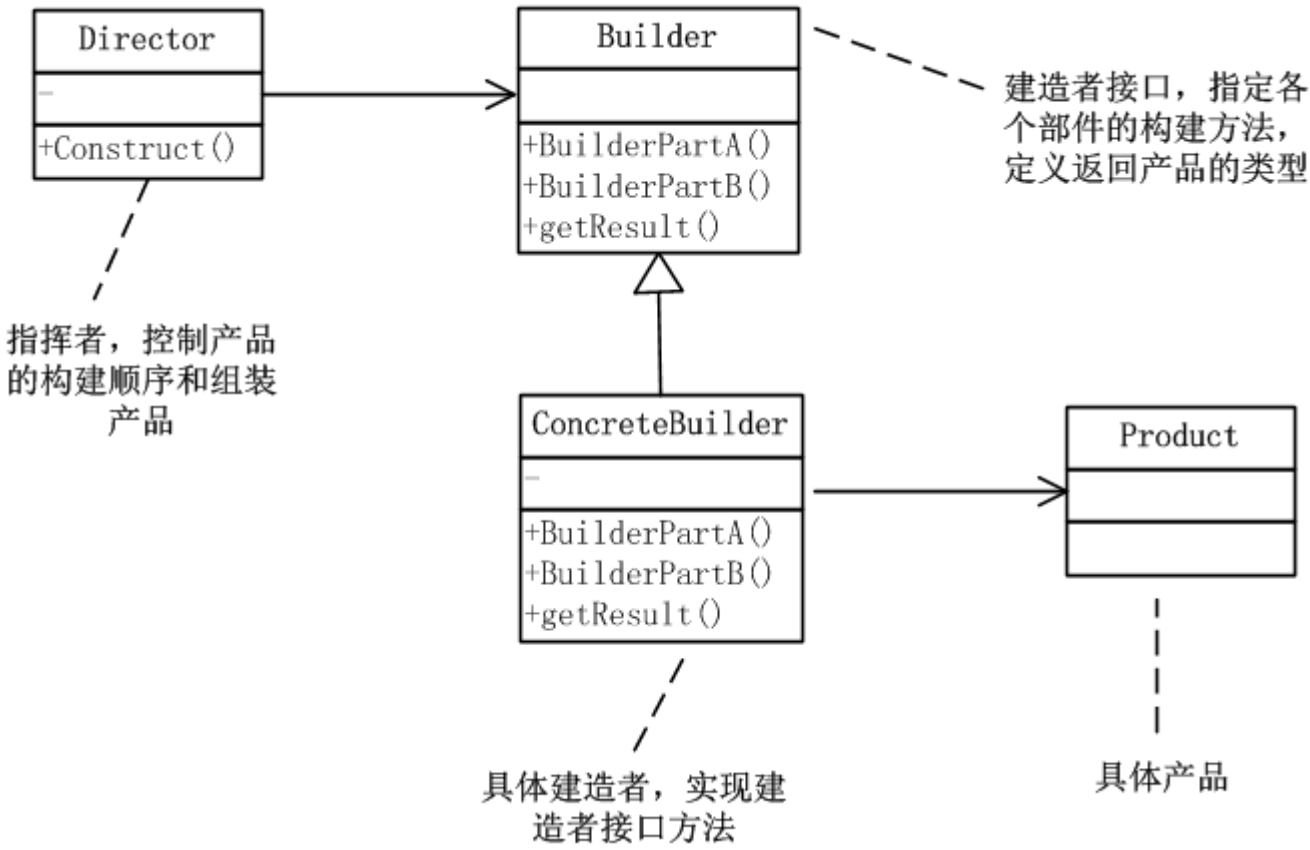 Director
-
+Construct()
Builder
+BuilderPartA()
+BuilderPartB()
+getResult()
建造者接口，指定各
个部件的构建方法，
定义返回产品的类型
指挥者，控制产品
的构建顺序和组装
产品
ConcreteBuilder
-
+BuilderPartA()
+BuilderPartB()
+getResult()
Product
具体建造者，实现建
造者接口方法
具体产品